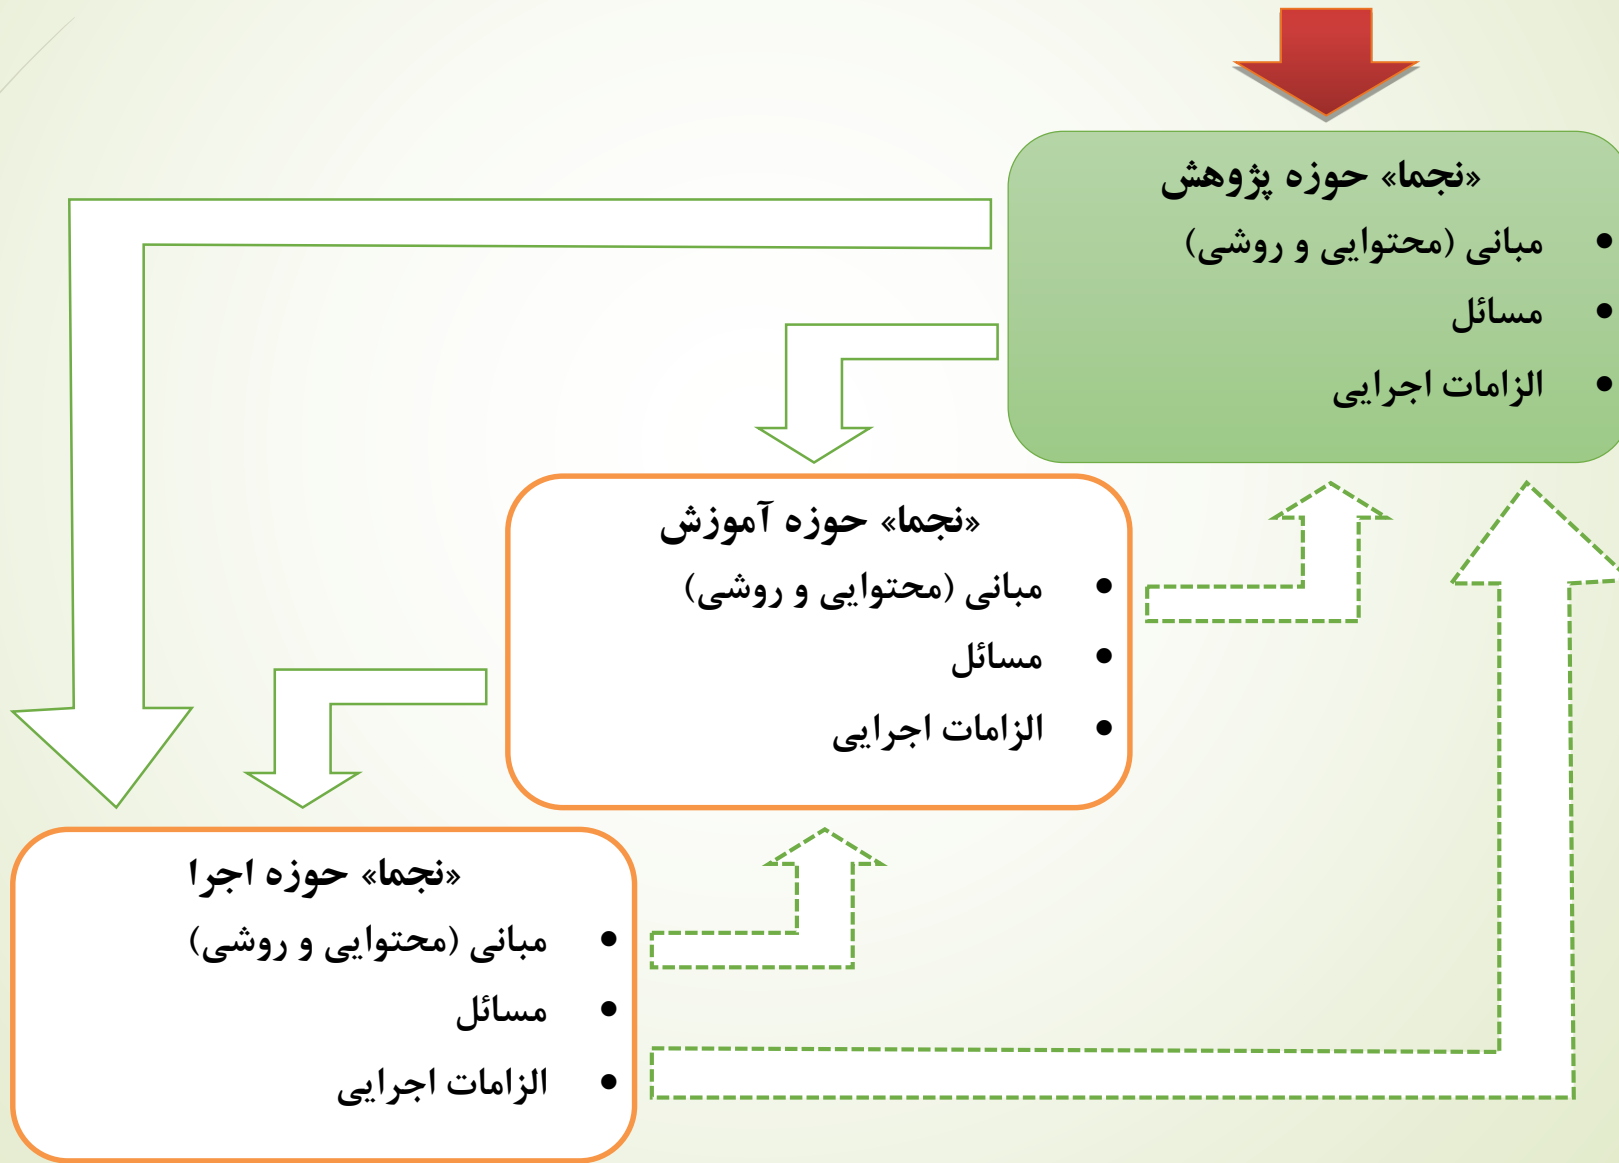 «نجما» حوزه پژوهش
• مبانی (محتوایی و روشی)
• مسائل
• الزامات اجرایی
«نجما» حوزه آموزش
• مبانی (محتوایی و روشی)
• مسائل
• الزامات اجرایی
«نجما» حوزه اجرا
• مبانی (محتوایی و روشی)
• مسائل
• الزامات اجرایی